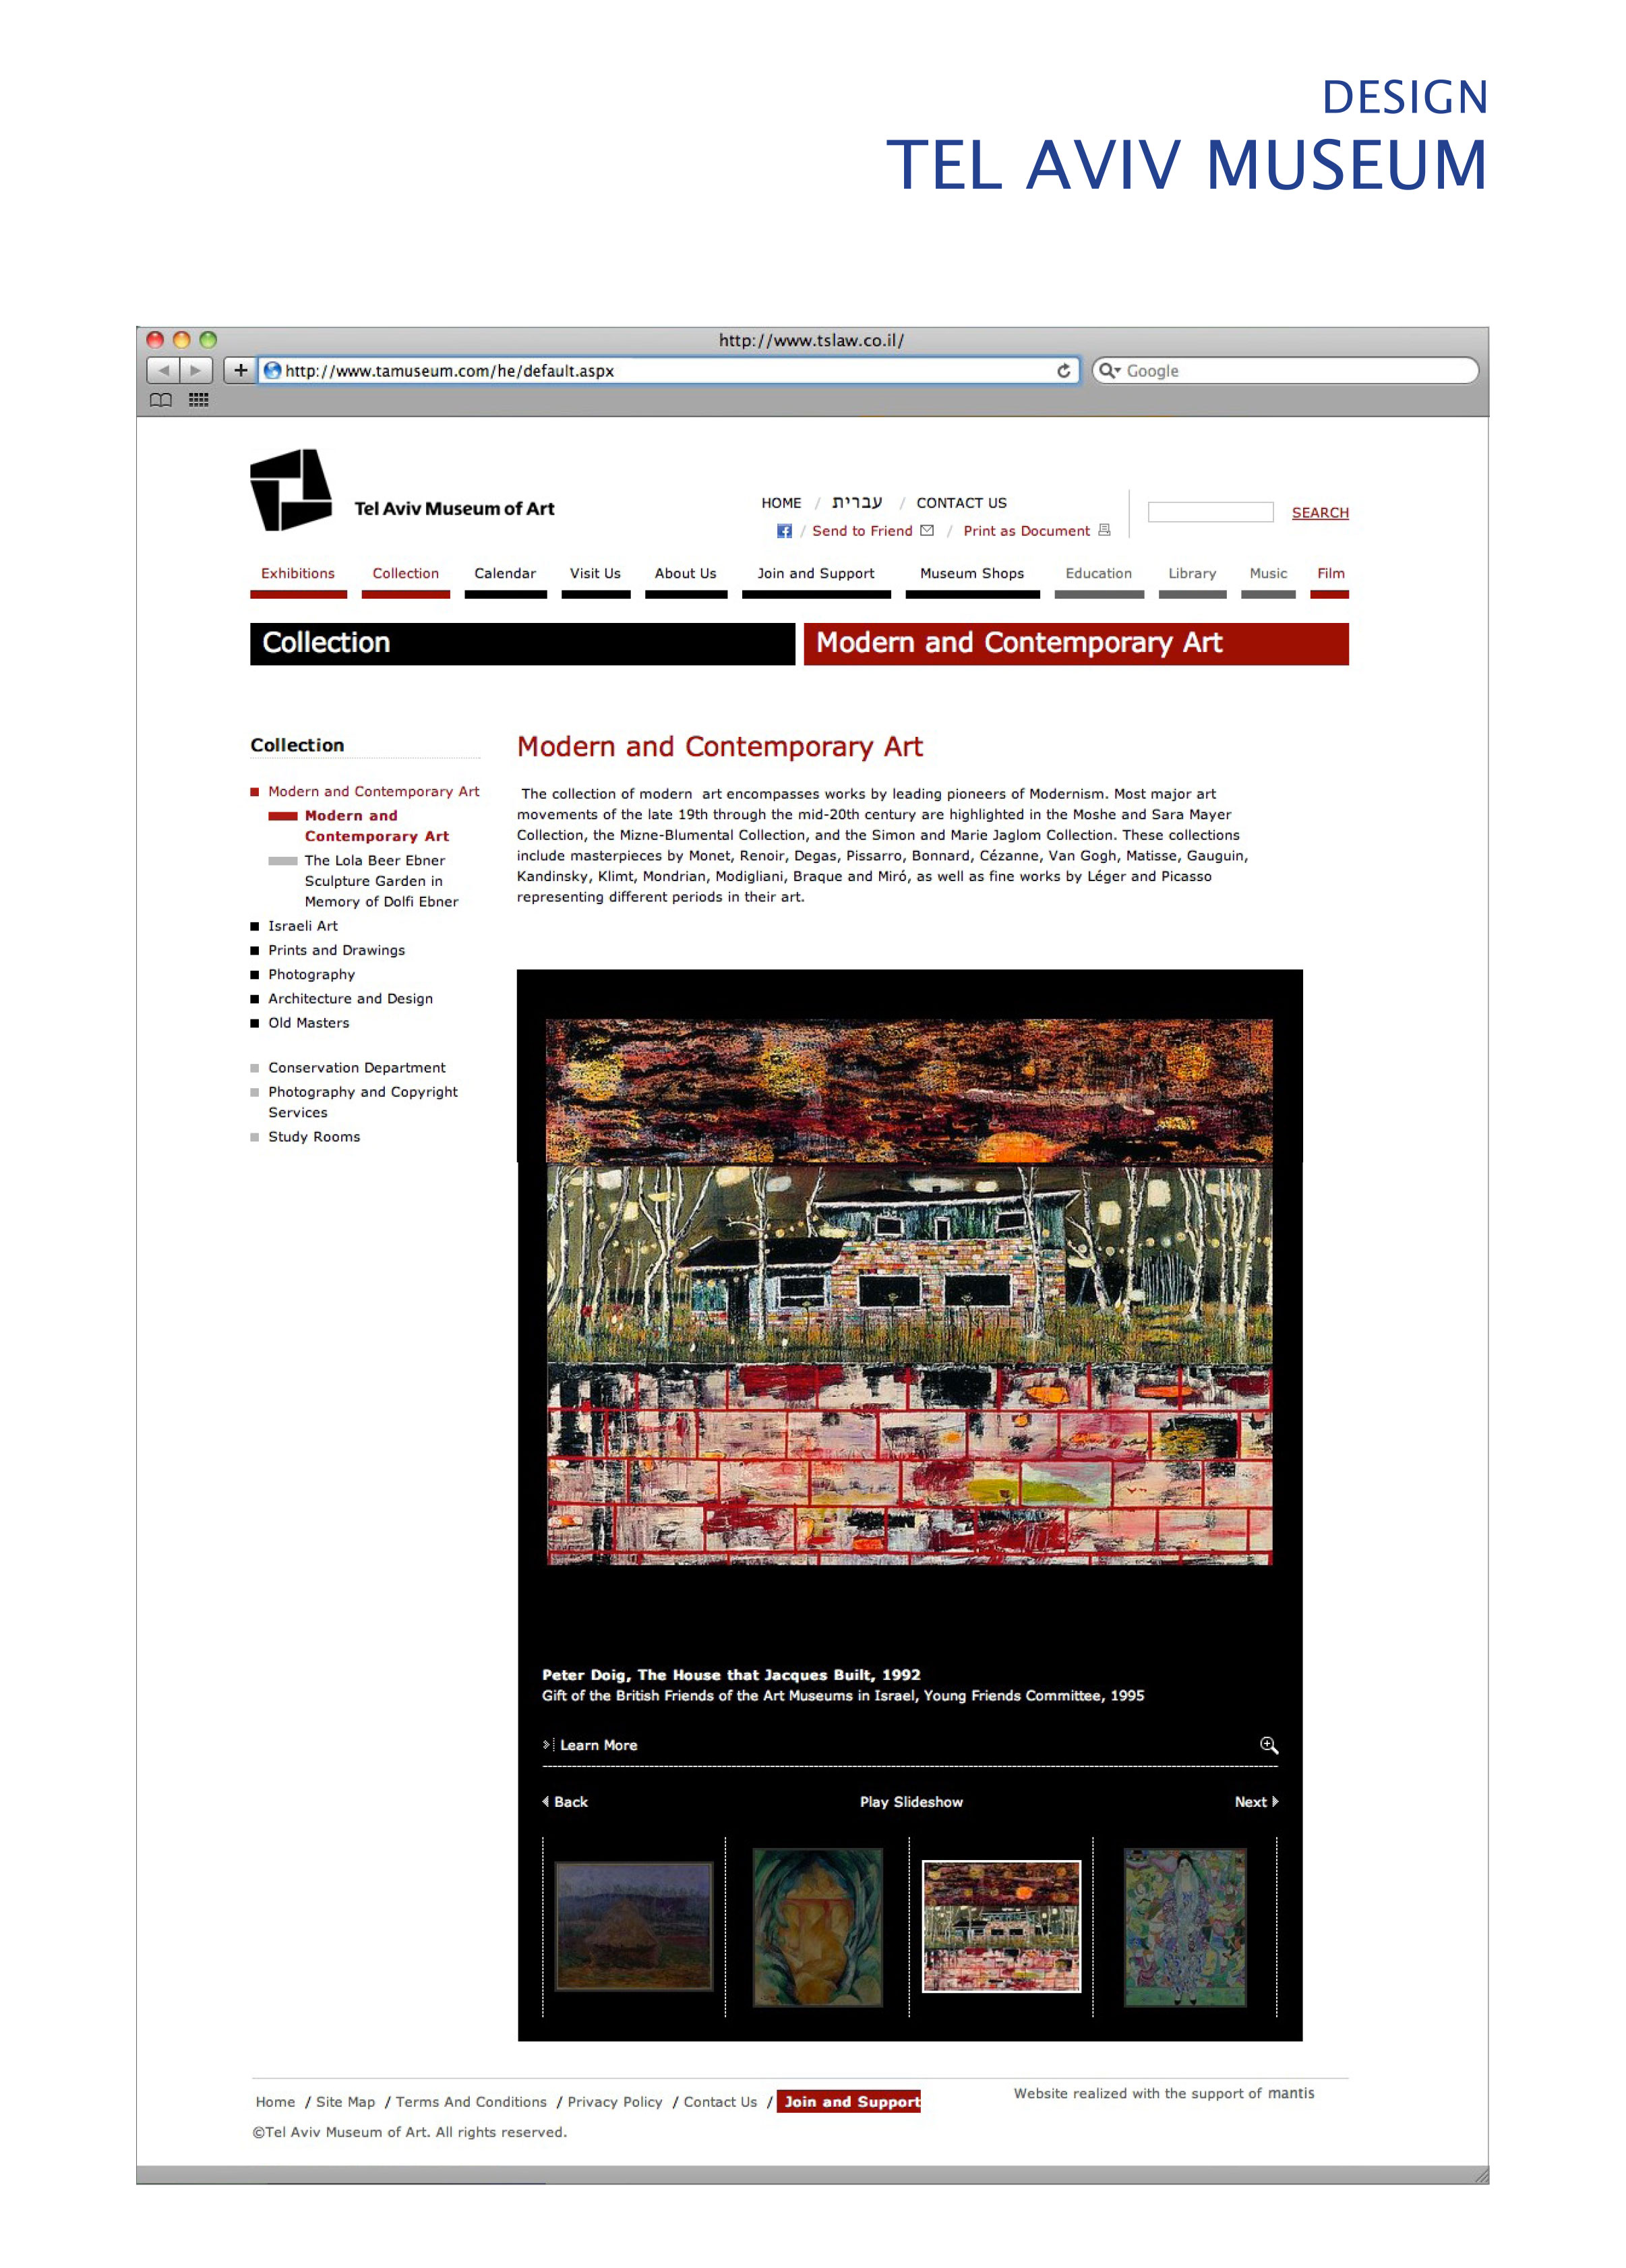 DESIGN
TEL AVIV MUSEUM
http://www.tslaw.co.il/
http://www.tamuseum.com/he/default.aspx
Google
Tel Aviv Museum of Art
HOME / עברית / CONTACT US
/ Send to Friend / Print as Document
SEARCH
Exhibitions Collection Calendar Visit Us About Us Join and Support Museum Shops Education Library Music Film
Collection
Modern and Contemporary Art
Collection
Modern and Contemporary Art
Modern and
Contemporary Art
The Lola Beer Ebner
Sculpture Garden in
Memory of Dolfi Ebner
Israeli Art
Prints and Drawings
Photography
Architecture and Design
Old Masters
Conservation Department
Photography and Copyright
Services
Study Rooms
Modern and Contemporary Art
The collection of modern art encompasses works by leading pioneers of Modernism. Most major art
movements of the late 19th through the mid-20th century are highlighted in the Moshe and Sara Mayer
Collection, the Mizne-Blumental Collection, and the Simon and Marie Jaglom Collection. These collections
include masterpieces by Monet, Renoir, Degas, Pissarro, Bonnard, Cézanne, Van Gogh, Matisse, Gauguin,
Kandinsky, Klimt, Mondrian, Modigliani, Braque and Miró, as well as fine works by Léger and Picasso
representing different periods in their art.
Peter Doig, The House that Jacques Built, 1992
Gift of the British Friends of the Art Museums in Israel, Young Friends Committee, 1995
Learn More
Back
Play Slideshow
Next
Home / Site Map / Terms And Conditions / Privacy Policy / Contact Us / Join and Support
Website realized with the support of mantis
©Tel Aviv Museum of Art. All rights reserved.